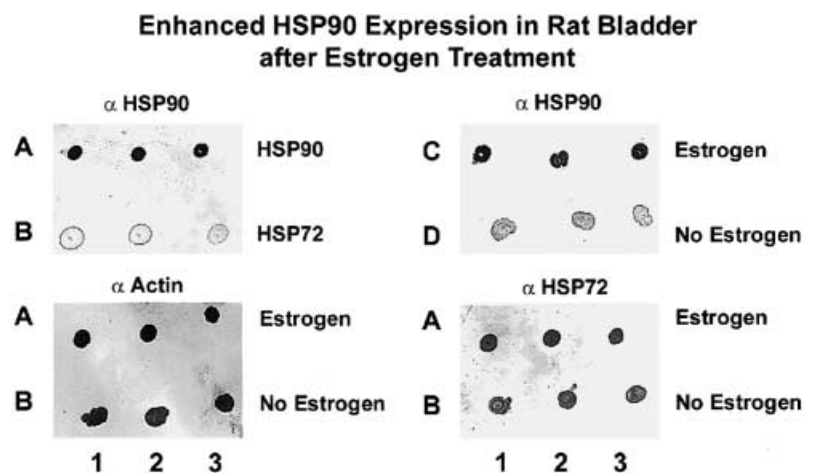 Enhanced HSP90 Expression in Rat Bladder
after Estrogen Treatment
α HSP90
A
HSP90
B
HSP72
α HSP90
C
Estrogen
D
No Estrogen
α Actin
A
Estrogen
B
No Estrogen
1 2 3
α HSP72
A
Estrogen
B
No Estrogen
1 2 3